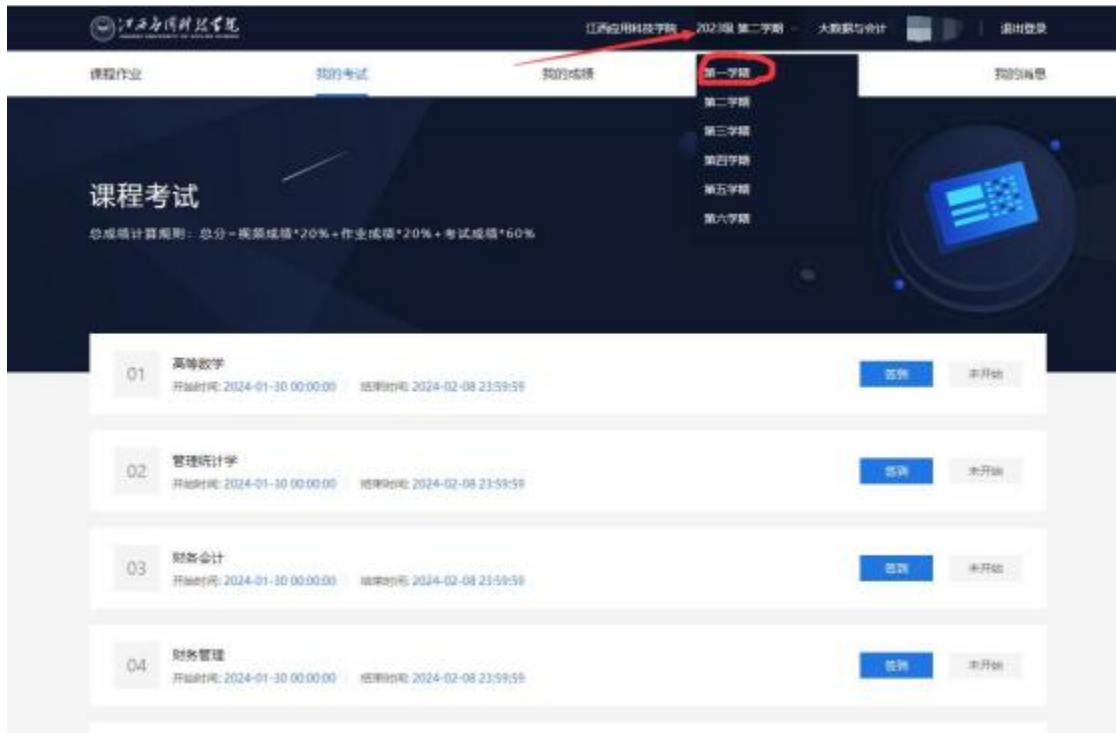 江西应用科技学院 2023级 第二学期 大数据与会计 退出登录
课程作业 我的考试 我的成绩 我的消息
第一学期
第二学期
第三学期
第四学期
第五学期
第六学期
课程考试
总成绩计算规则：总分=视频成绩*20%+作业成绩*20%+考试成绩*60%
01 高等数学
开始时间: 2024-01-30 00:00:00 结束时间: 2024-02-08 23:59:59
签到 未开始
02 管理统计学
开始时间: 2024-01-30 00:00:00 结束时间: 2024-02-08 23:59:59
签到 未开始
03 财务会计
开始时间: 2024-01-30 00:00:00 结束时间: 2024-02-08 23:59:59
签到 未开始
04 财务管理
开始时间: 2024-01-30 00:00:00 结束时间: 2024-02-08 23:59:59
签到 未开始